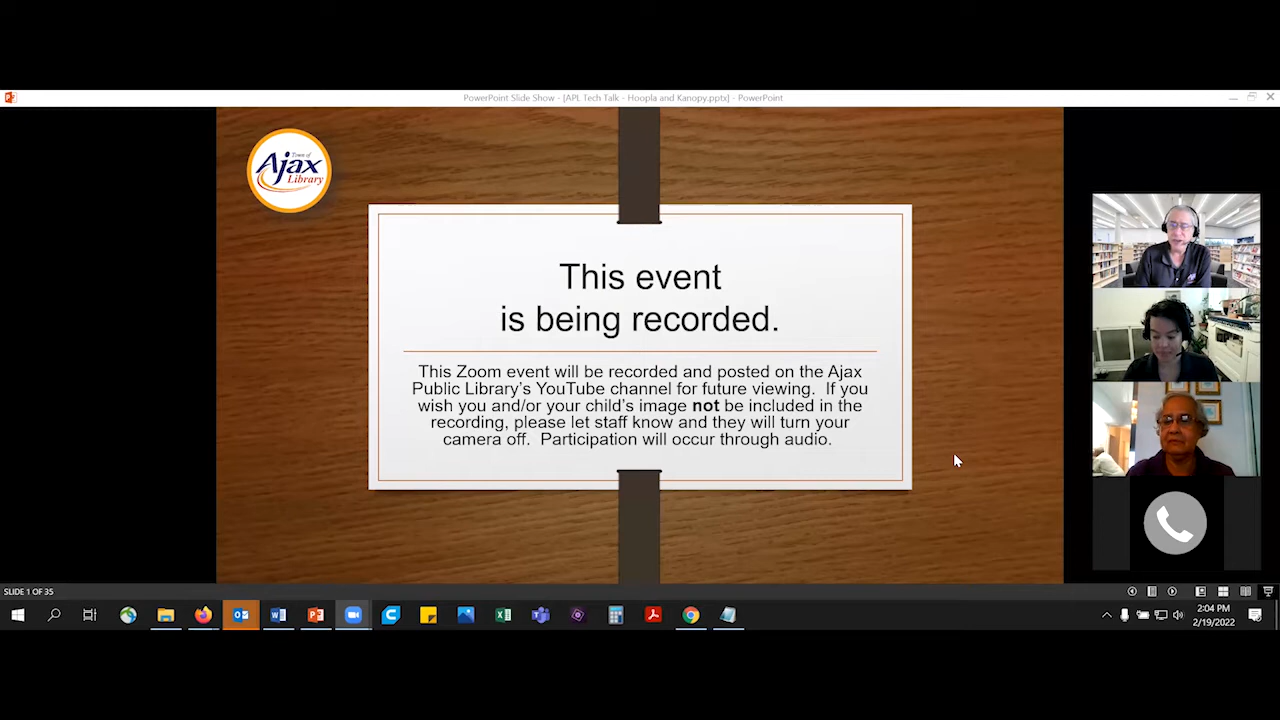 PowerPoint Slide Show - [APL Tech Talk - Hoopla and Kanopy.pptx] - PowerPoint
Town of
Ajax
Library
This event
is being recorded.
This Zoom event will be recorded and posted on the Ajax
Public Library's YouTube channel for future viewing. If you
wish you and/or your child's image not be included in the
recording, please let staff know and they will turn your
camera off. Participation will occur through audio.
SLIDE 1 OF 35
2:04 PM
2/19/2022